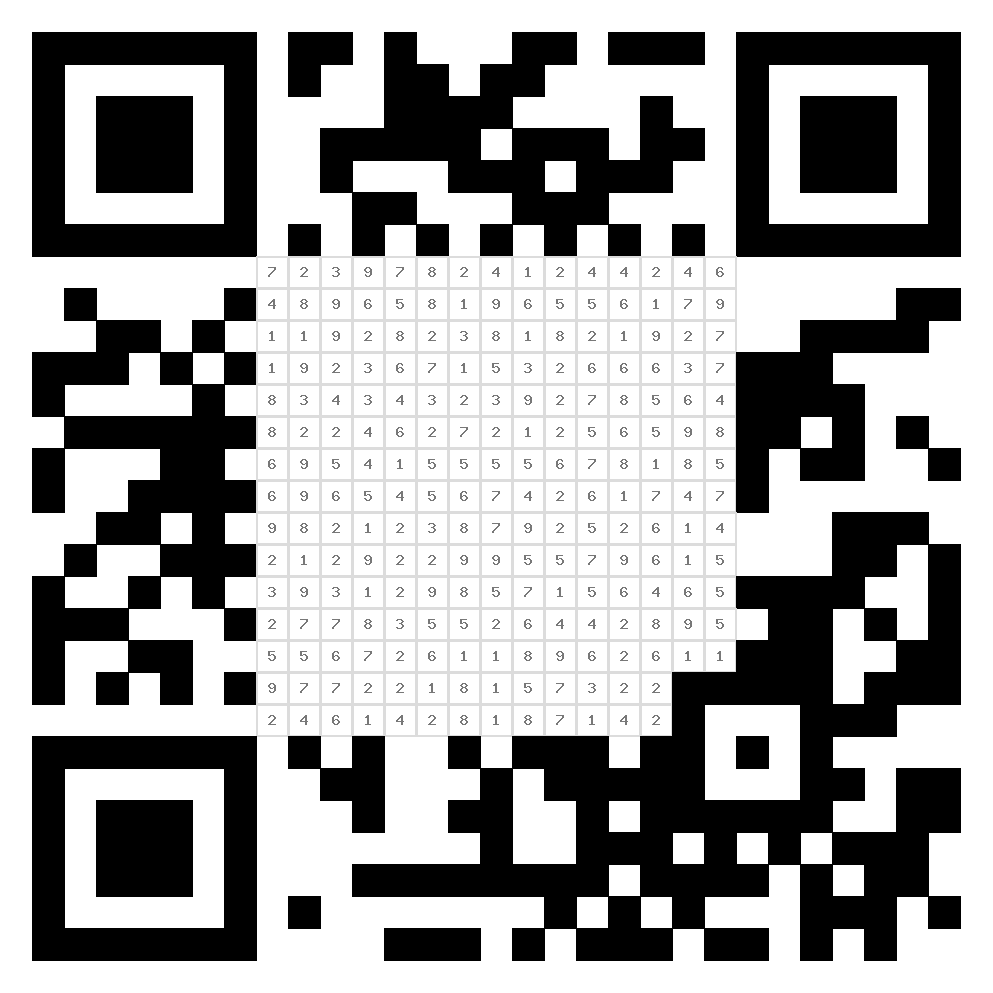 7 2 3 9 7 8 2 4 1 2 4 4 2 4 6
4 8 9 6 5 8 1 9 6 5 5 6 1 7 9
1 1 9 2 8 2 3 8 1 8 2 1 9 2 7
1 9 2 3 6 7 1 5 3 2 6 6 6 3 7
8 3 4 3 4 3 2 3 9 2 7 8 5 6 4
8 2 2 4 6 2 7 2 1 2 5 6 5 9 8
6 9 5 4 1 5 5 5 5 6 7 8 1 8 5
6 9 6 5 4 5 6 7 4 2 6 1 7 4 7
9 8 2 1 2 3 8 7 9 2 5 2 6 1 4
2 1 2 9 2 2 9 9 5 5 7 9 6 1 5
3 9 3 1 2 9 8 5 7 1 5 6 4 6 5
2 7 7 8 3 5 5 2 6 4 4 2 8 9 5
5 5 6 7 2 6 1 1 8 9 6 2 6 1 1
9 7 7 2 2 1 8 1 5 7 3 2 2
2 4 6 1 4 2 8 1 8 7 1 4 2